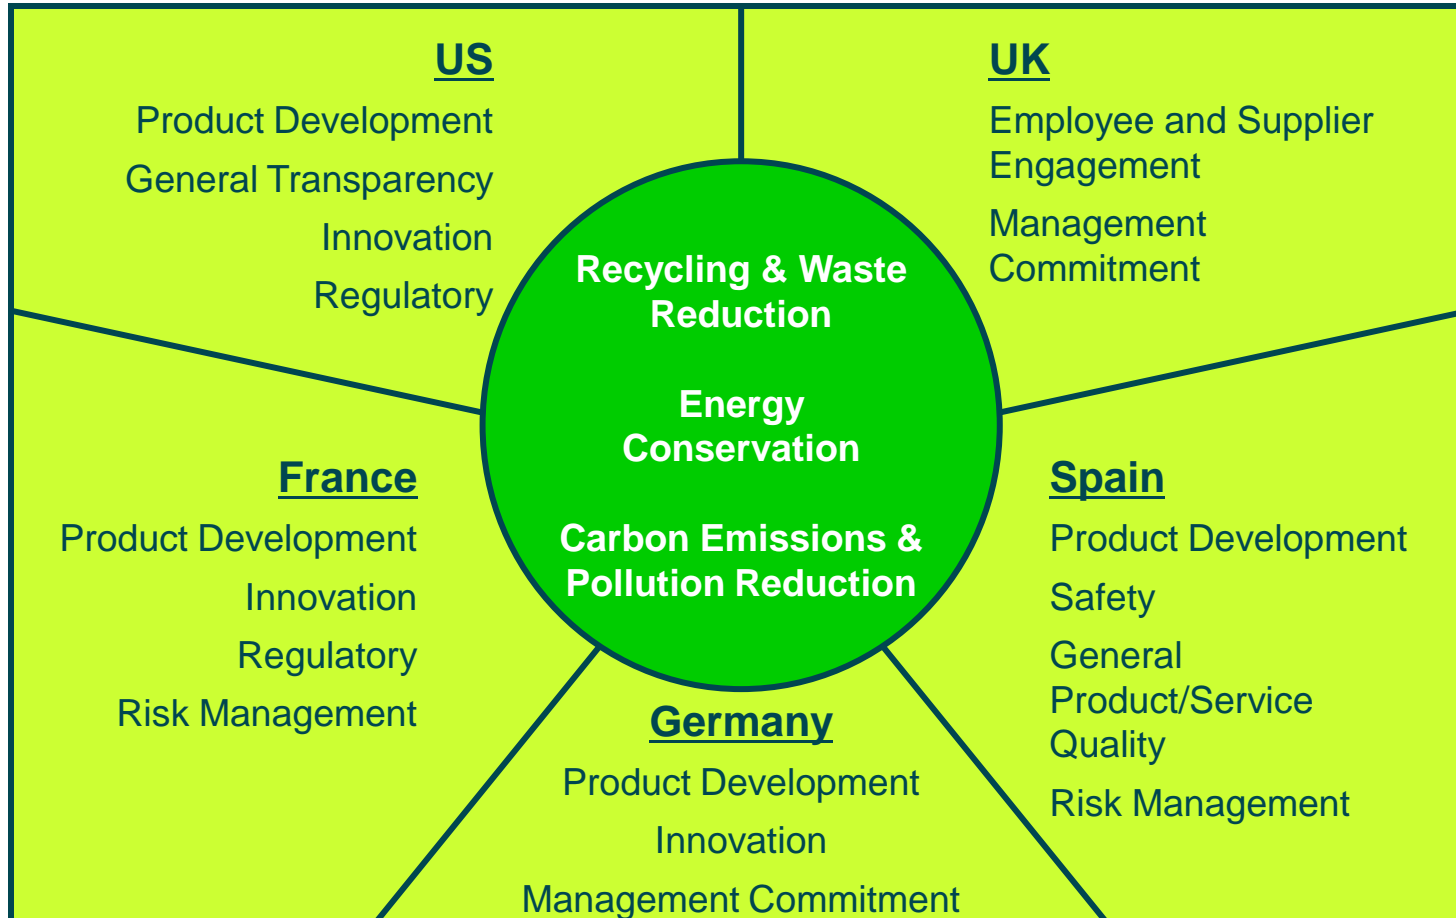 US
Product Development
General Transparency
Innovation
Regulatory
UK
Employee and Supplier
Engagement
Management
Commitment
Recycling & Waste
Reduction
Energy
Conservation
Carbon Emissions &
Pollution Reduction
France
Product Development
Innovation
Regulatory
Risk Management
Spain
Product Development
Safety
General
Product/Service
Quality
Risk Management
Germany
Product Development
Innovation
Management Commitment